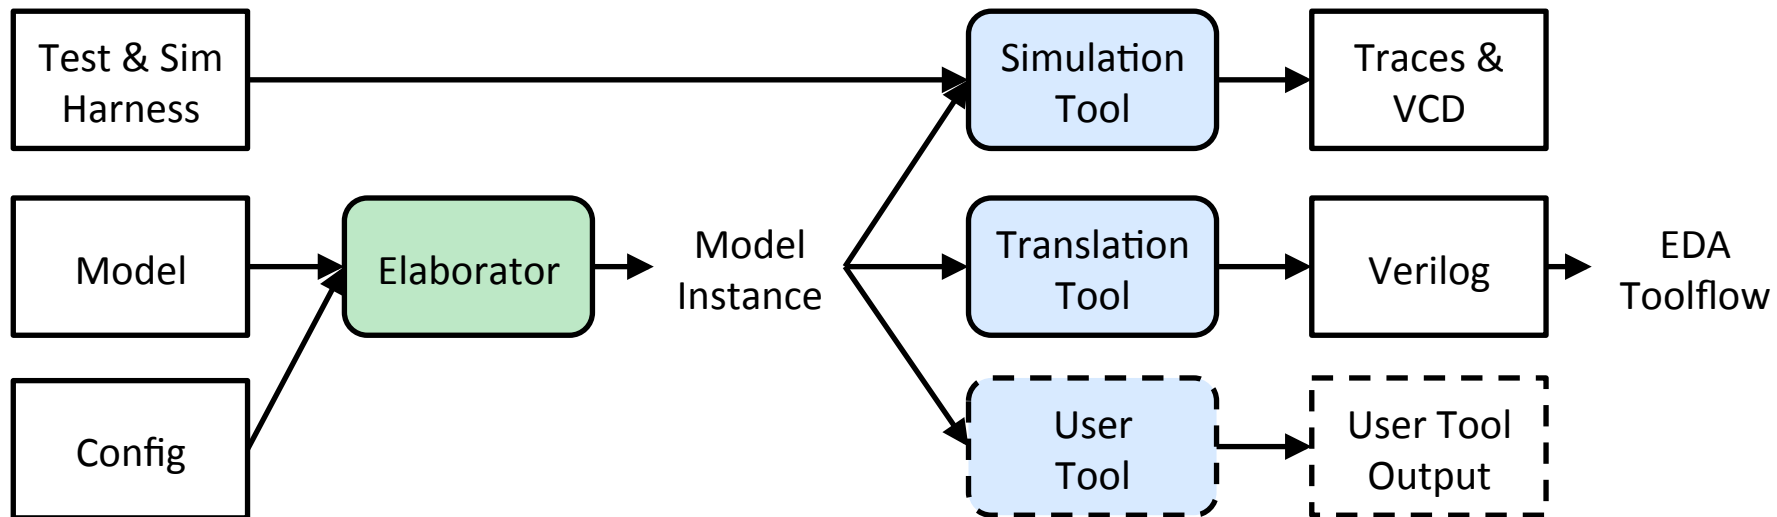 Test & Sim
Harness
Simulation
Tool
Traces &
VCD
Model
Elaborator
Model
Instance
Translation
Tool
Verilog
EDA
Toolflow
Config
User
Tool
User Tool
Output